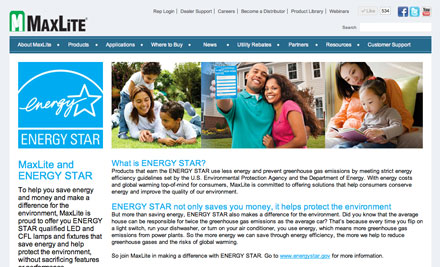 Rep Login | Dealer Support | Careers | Become a Distributor | Product Library | Webinars
Like 534
MAXLITE
Search
About MaxLite • Products • Applications • Where to Buy • News • Utility Rebates • Partners • Resources • Customer Support
energy
ENERGY STAR
MaxLite and
ENERGY STAR
To help you save energy
and money and make a
difference for the
environment, MaxLite is
proud to offer you ENERGY
STAR qualified LED and
CFL lamps and fixtures that
save energy and help
protect the environment,
without sacrificing features
or performance.
What is ENERGY STAR?
Products that earn the ENERGY STAR use less energy and prevent greenhouse gas emissions by meeting strict energy
efficiency guidelines set by the U.S. Environmental Protection Agency and the Department of Energy. With energy costs
and global warming top-of-mind for consumers, MaxLite is committed to offering solutions that help consumers conserve
energy and improve the quality of our environment.
ENERGY STAR not only saves you money, it helps protect the environment
But more than saving energy, ENERGY STAR also makes a difference for the environment. Did you know that the average
house can be responsible for twice the greenhouse gas emissions as the average car? That's because every time you flip on
a light switch, run your dishwasher, or turn on your air conditioner, you use energy, which means more greenhouse gas
emissions from power plants. So the more energy we can save through energy efficiency, the more we help to reduce
greenhouse gases and the risks of global warming.
So join MaxLite in making a difference with ENERGY STAR. Go to www.energystar.gov for more information.